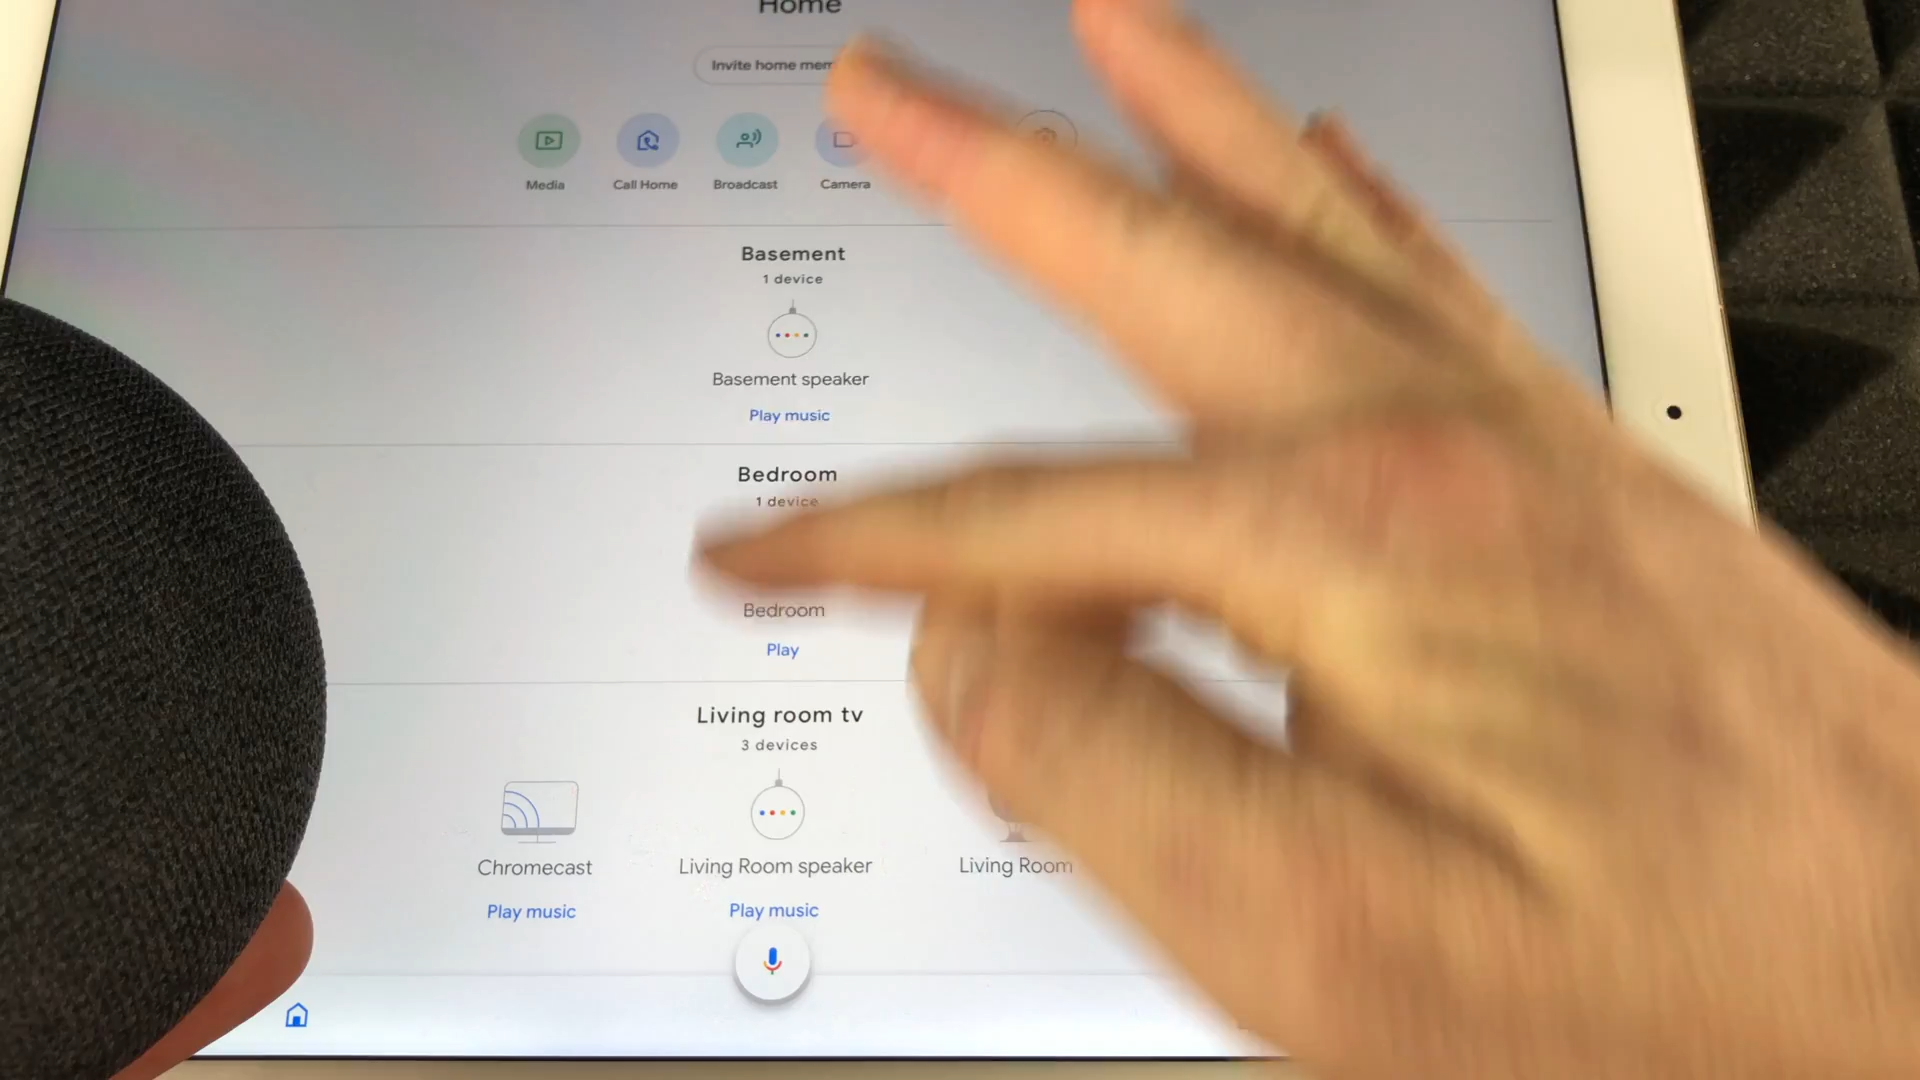 Home
Invite home
Media
Call Home
Broadcast
Camera
Basement
1 device
Basement speaker
Play music
Bedroom
1 device
Bedroom
Play
Living room tv
3 devices
Chromecast
Living Room speaker
Living Room
Play music
Play music